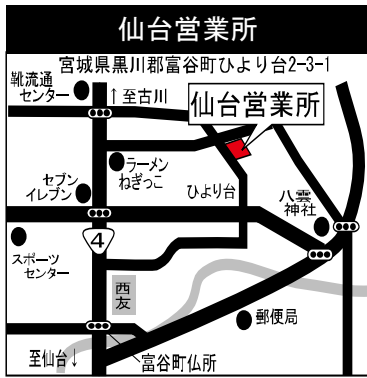 仙台営業所
宮城県黒川郡富谷町ひより台2-3-1
靴流通
センター
↑至古川
仙台営業所
ラーメン
ねぎっこ
ひより台
セブン
イレブン
八雲
神社
4
スポーツ
センター
西友
郵便局
至仙台↓
富谷町仏所